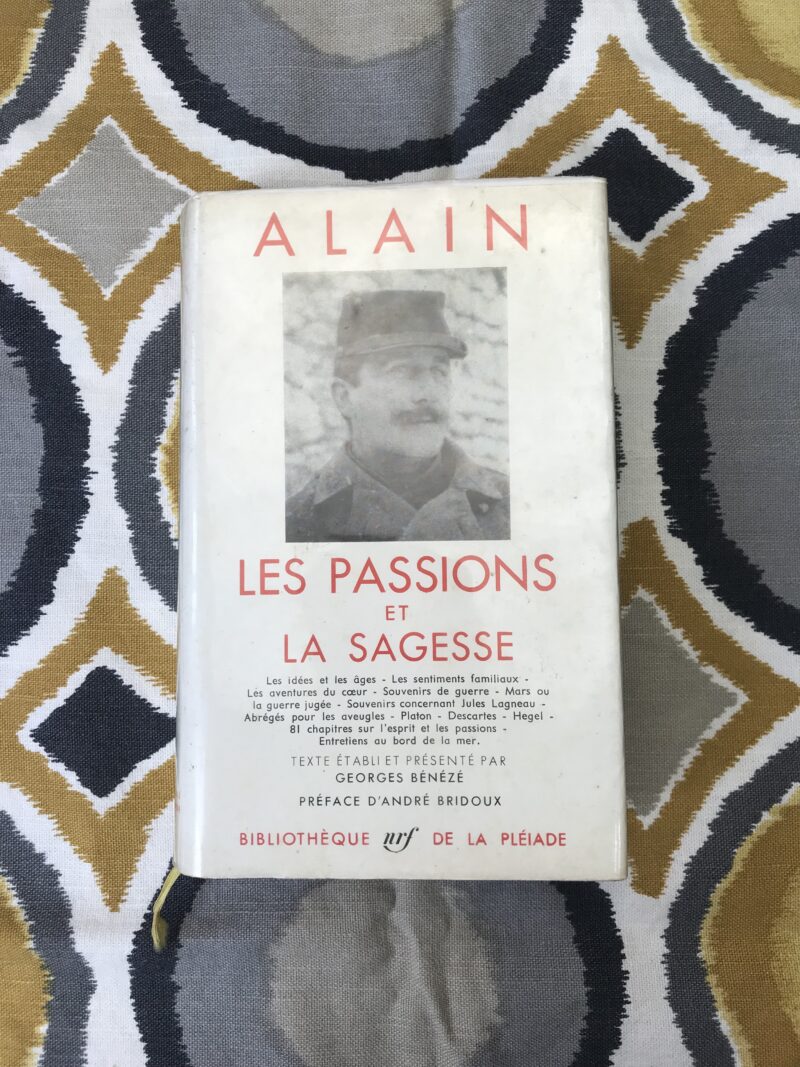 ALAIN
LES PASSIONS
ET
LA SAGESSE
Les idées et les âges - Les sentiments familiaux -
Les aventures du cœur - Souvenirs de guerre - Mars ou
la guerre jugée - Souvenirs concernant Jules Lagneau -
Abrégés pour les aveugles - Platon - Descartes - Hegel -
81 chapitres sur l'esprit et les passions -
Entretiens au bord de la mer.
TEXTE ÉTABLI ET PRÉSENTÉ PAR
GEORGES BÉNÉZÉ
PRÉFACE D'ANDRÉ BRIDOUX
BIBLIOTHÈQUE nrf DE LA PLÉIADE